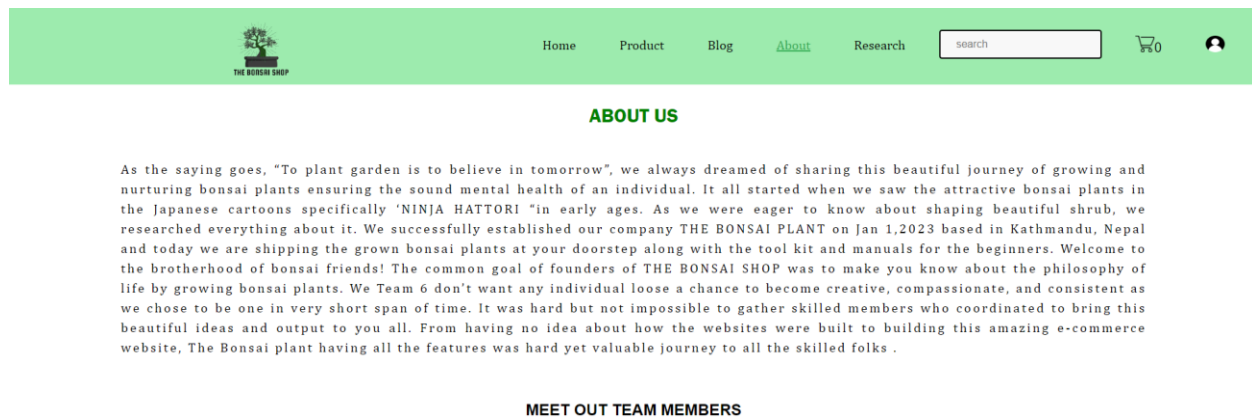 THE BONSAI SHOP
Home Product Blog About Research search 0
ABOUT US
As the saying goes, “To plant garden is to believe in tomorrow”, we always dreamed of sharing this beautiful journey of growing and
nurturing bonsai plants ensuring the sound mental health of an individual. It all started when we saw the attractive bonsai plants in
the Japanese cartoons specifically ‘NINJA HATTORI “in early ages. As we were eager to know about shaping beautiful shrub, we
researched everything about it. We successfully established our company THE BONSAI PLANT on Jan 1,2023 based in Kathmandu, Nepal
and today we are shipping the grown bonsai plants at your doorstep along with the tool kit and manuals for the beginners. Welcome to
the brotherhood of bonsai friends! The common goal of founders of THE BONSAI SHOP was to make you know about the philosophy of
life by growing bonsai plants. We Team 6 don’t want any individual loose a chance to become creative, compassionate, and consistent as
we chose to be one in very short span of time. It was hard but not impossible to gather skilled members who coordinated to bring this
beautiful ideas and output to you all. From having no idea about how the websites were built to building this amazing e-commerce
website, The Bonsai plant having all the features was hard yet valuable journey to all the skilled folks .
MEET OUT TEAM MEMBERS